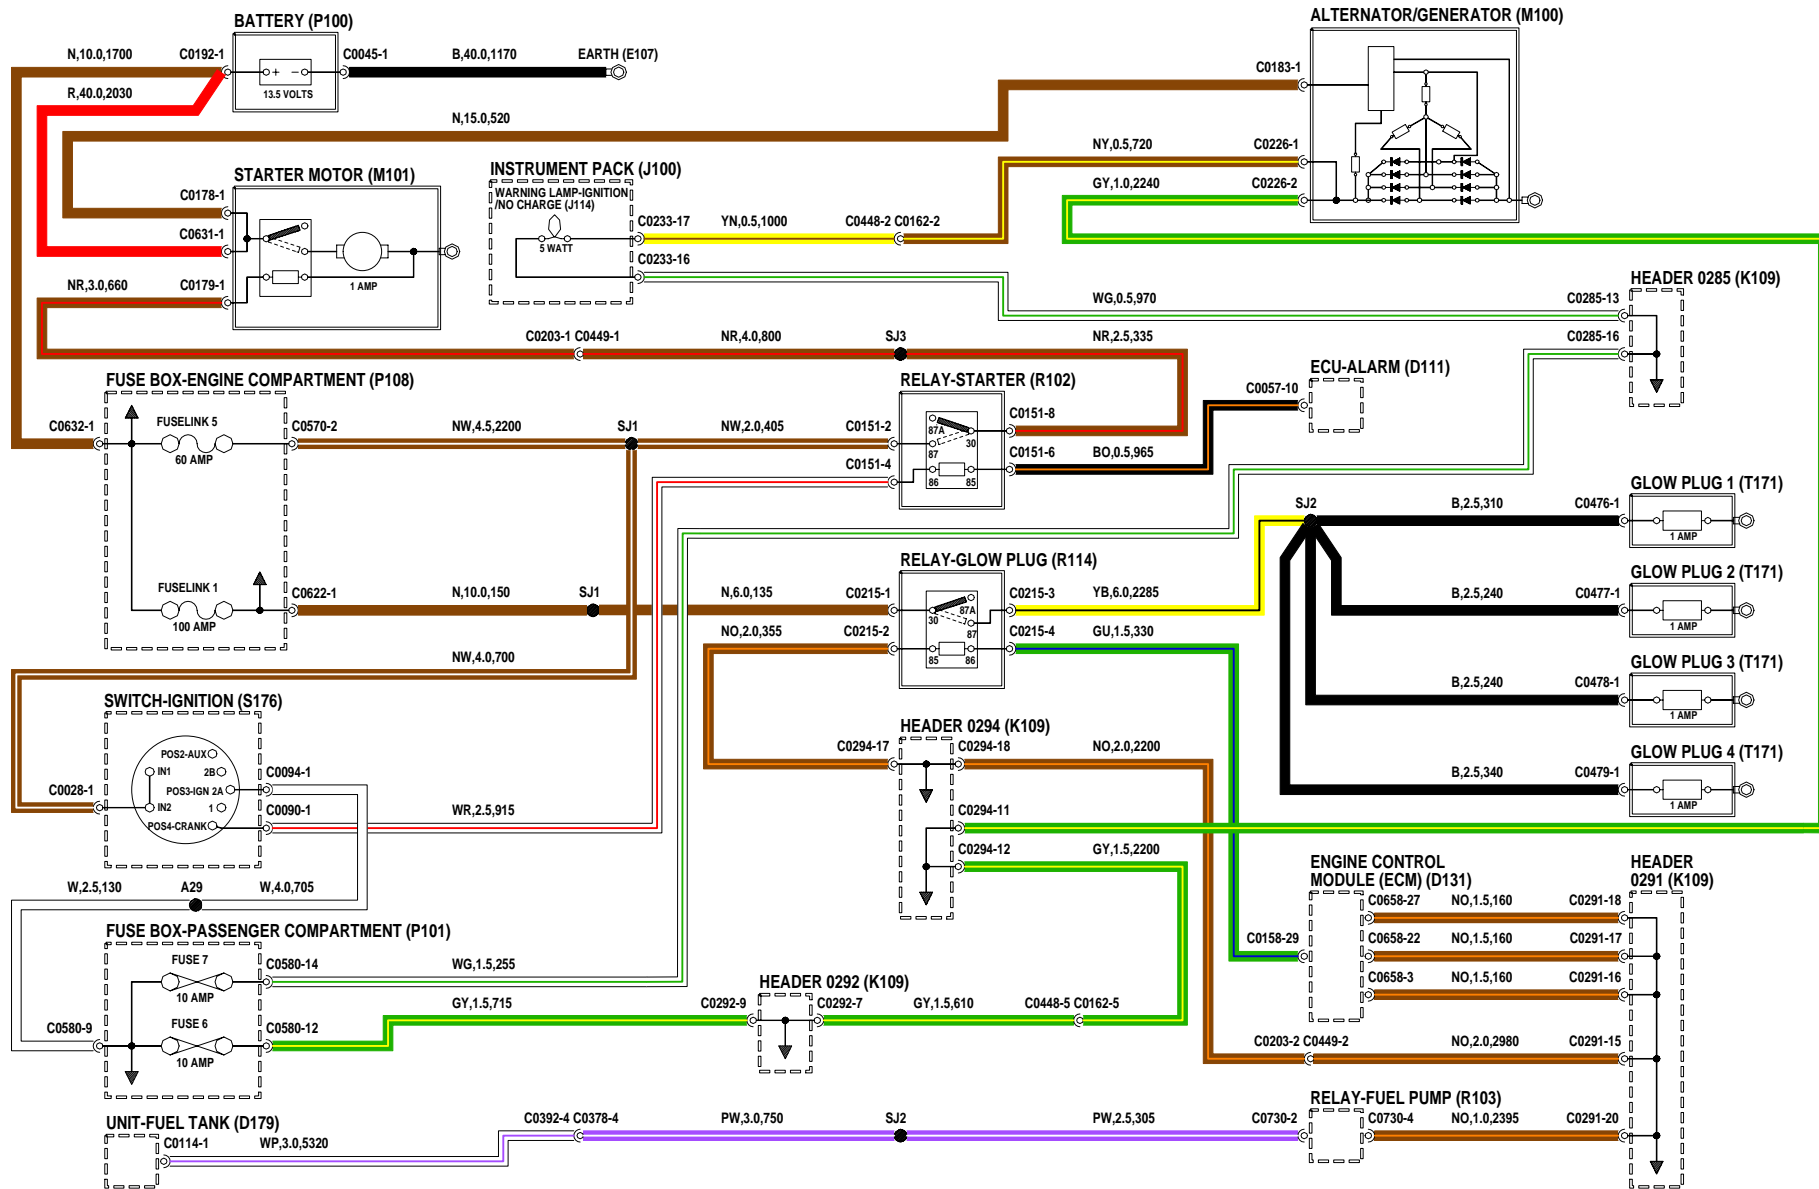 BATTERY (P100)
N,10.0,1700
C0192-1
C0045-1
B,40.0,1170
EARTH (E107)
+ −
13.5 VOLTS
R,40.0,2030
N,15.0,520
ALTERNATOR/GENERATOR (M100)
C0183-1
NY,0.5,720
C0226-1
GY,1.0,2240
C0226-2
STARTER MOTOR (M101)
C0178-1
C0631-1
C0179-1
NR,3.0,660
1 AMP
INSTRUMENT PACK (J100)
WARNING LAMP-IGNITION
/NO CHARGE (J114)
5 WATT
C0233-17
YN,0.5,1000
C0448-2 C0162-2
C0233-16
WG,0.5,970
C0285-13
C0285-16
HEADER 0285 (K109)
C0203-1 C0449-1
NR,4.0,800
SJ3
NR,2.5,335
FUSE BOX-ENGINE COMPARTMENT (P108)
C0632-1
FUSELINK 5
60 AMP
C0570-2
NW,4.5,2200
SJ1
NW,2.0,405
C0151-2
C0151-4
RELAY-STARTER (R102)
87A
87
30
86
85
C0151-8
C0151-6
BO,0.5,965
ECU-ALARM (D111)
C0057-10
FUSELINK 1
100 AMP
C0622-1
N,10.0,150
SJ1
N,6.0,135
C0215-1
NO,2.0,355
C0215-2
RELAY-GLOW PLUG (R114)
87A
30
87
85
86
C0215-3
YB,6.0,2285
C0215-4
GU,1.5,330
SJ2
B,2.5,310
C0476-1
GLOW PLUG 1 (T171)
1 AMP
B,2.5,240
C0477-1
GLOW PLUG 2 (T171)
1 AMP
B,2.5,240
C0478-1
GLOW PLUG 3 (T171)
1 AMP
B,2.5,340
C0479-1
GLOW PLUG 4 (T171)
1 AMP
NW,4.0,700
SWITCH-IGNITION (S176)
C0028-1
POS2-AUX
IN1
2B
POS3-IGN 2A
IN2
1
POS4-CRANK
C0094-1
C0090-1
WR,2.5,915
W,2.5,130
A29
W,4.0,705
HEADER 0294 (K109)
C0294-17
C0294-18
NO,2.0,2200
C0294-11
C0294-12
GY,1.5,2200
ENGINE CONTROL
MODULE (ECM) (D131)
C0158-29
C0658-27
NO,1.5,160
C0291-18
C0658-22
NO,1.5,160
C0291-17
C0658-3
NO,1.5,160
C0291-16
HEADER
0291 (K109)
FUSE BOX-PASSENGER COMPARTMENT (P101)
C0580-9
FUSE 7
10 AMP
C0580-14
WG,1.5,255
FUSE 6
10 AMP
C0580-12
GY,1.5,715
C0292-9
HEADER 0292 (K109)
C0292-7
GY,1.5,610
C0448-5 C0162-5
C0203-2 C0449-2
NO,2.0,2980
C0291-15
UNIT-FUEL TANK (D179)
C0114-1
WP,3.0,5320
C0392-4 C0378-4
PW,3.0,750
SJ2
PW,2.5,305
C0730-2
RELAY-FUEL PUMP (R103)
C0730-4
NO,1.0,2395
C0291-20